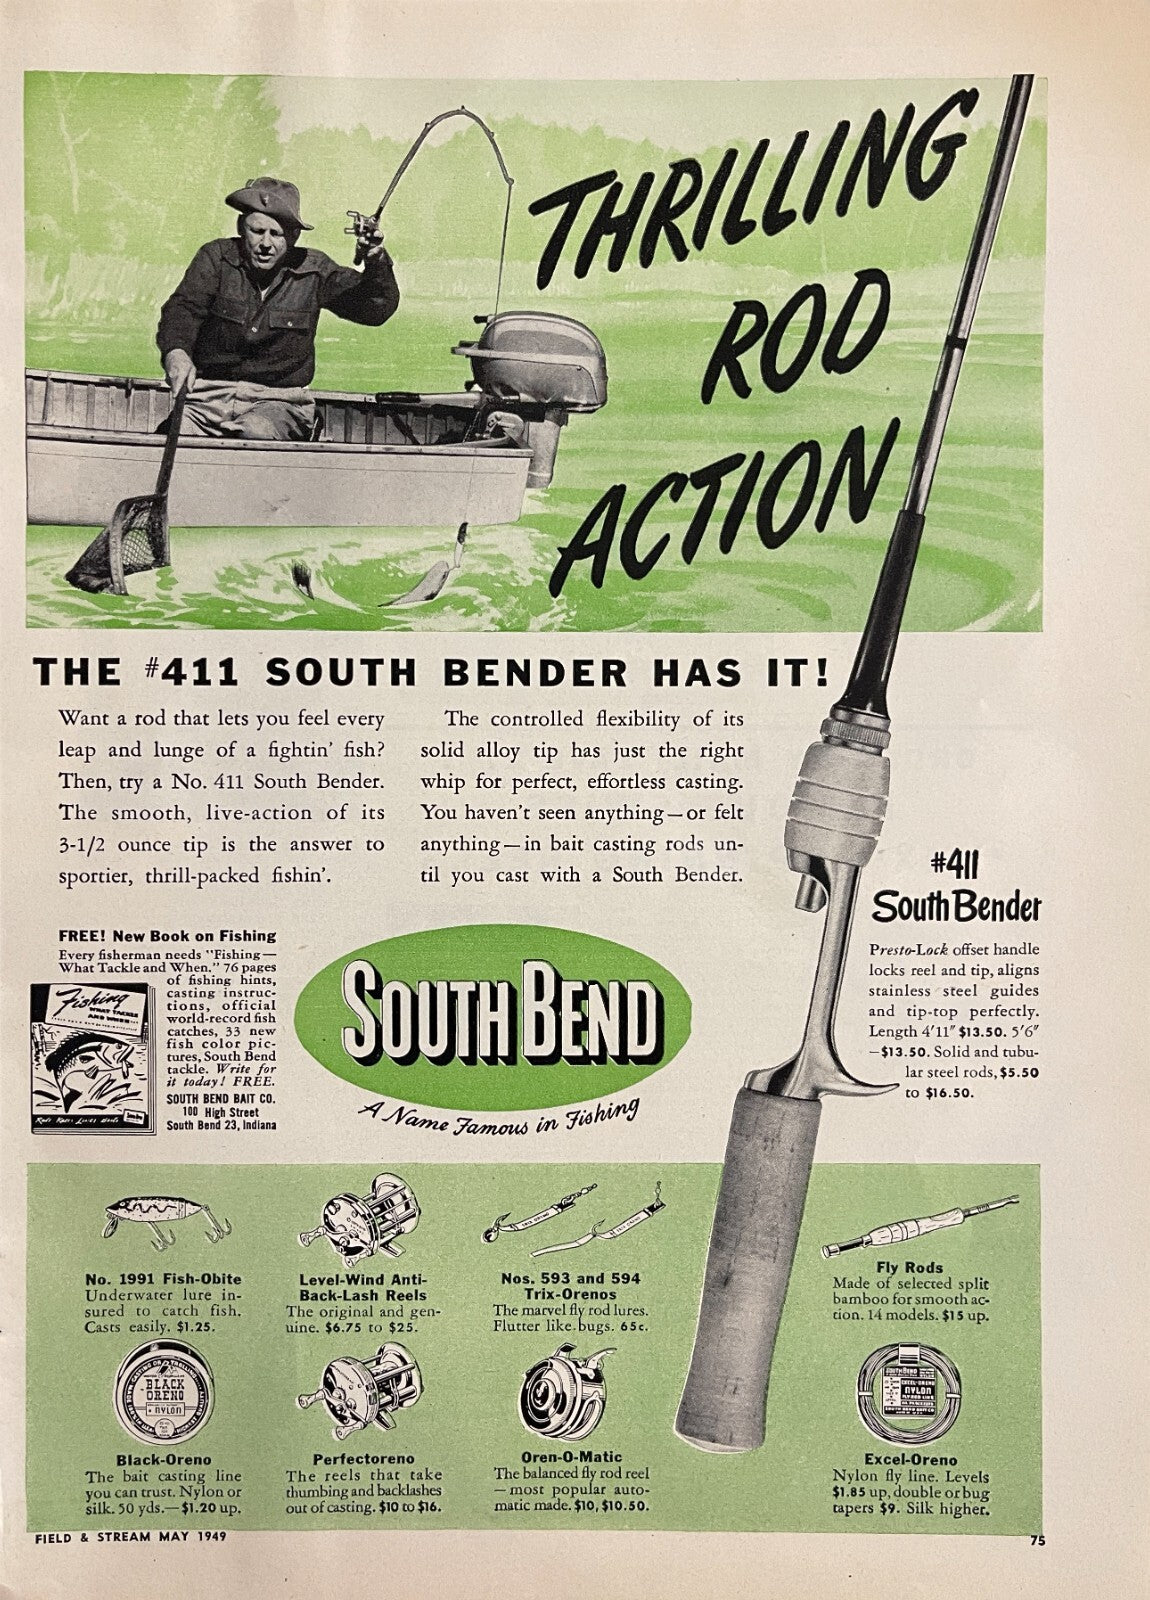 THRILLING
ROD
ACTION
THE #411 SOUTH BENDER HAS IT!
Want a rod that lets you feel every
leap and lunge of a fightin' fish?
Then, try a No. 411 South Bender.
The smooth, live-action of its
3-1/2 ounce tip is the answer to
sportier, thrill-packed fishin'.
The controlled flexibility of its
solid alloy tip has just the right
whip for perfect, effortless casting.
You haven't seen anything—or felt
anything—in bait casting rods un-
til you cast with a South Bender.
#411
South Bender
Presto-Lock offset handle
locks reel and tip, aligns
stainless steel guides
and tip-top perfectly.
Length 4'11" $13.50. 5'6"
—$13.50. Solid and tubu-
lar steel rods, $5.50
to $16.50.
FREE! New Book on Fishing
Every fisherman needs "Fishing—
What Tackle and When." 76 pages
of fishing hints,
casting instruc-
tions, official
world-record fish
catches, 33 new
fish color pic-
tures, South Bend
tackle. Write for
it today! FREE.
SOUTH BEND BAIT CO.
100 High Street
South Bend 23, Indiana
Fishing
WHAT TACKLE
AND WHEN
SOUTH BEND
A Name Famous in Fishing
No. 1991 Fish-Obite
Underwater lure in-
sured to catch fish.
Casts easily. $1.25.
Level-Wind Anti-
Back-Lash Reels
The original and gen-
uine. $6.75 to $25.
Nos. 593 and 594
Trix-Orenos
The marvel fly rod lures.
Flutter like bugs. 65c.
Fly Rods
Made of selected split
bamboo for smooth ac-
tion. 14 models. $15 up.
BLACK
ORENO
NYLON
Black-Oreno
The bait casting line
you can trust. Nylon or
silk. 50 yds.—$1.20 up.
Perfectoreno
The reels that take
thumbing and backlashes
out of casting. $10 to $16.
Oren-O-Matic
The balanced fly rod reel
—most popular auto-
matic made. $10, $10.50.
SOUTH BEND
EXCEL-ORENO
NYLON
Excel-Oreno
Nylon fly line. Levels
$1.85 up, double or bug
tapers $9. Silk higher.
FIELD & STREAM MAY 1949
75